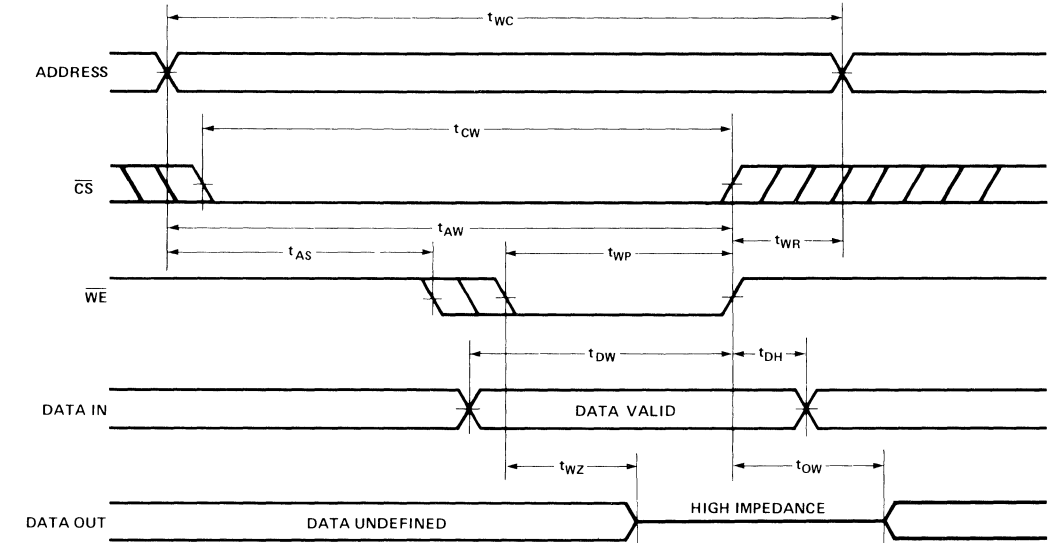 tWC
ADDRESS
tCW
CS
tAW
tWR
tAS
tWP
WE
tDW
tDH
DATA IN
DATA VALID
tWZ
tOW
HIGH IMPEDANCE
DATA OUT
DATA UNDEFINED